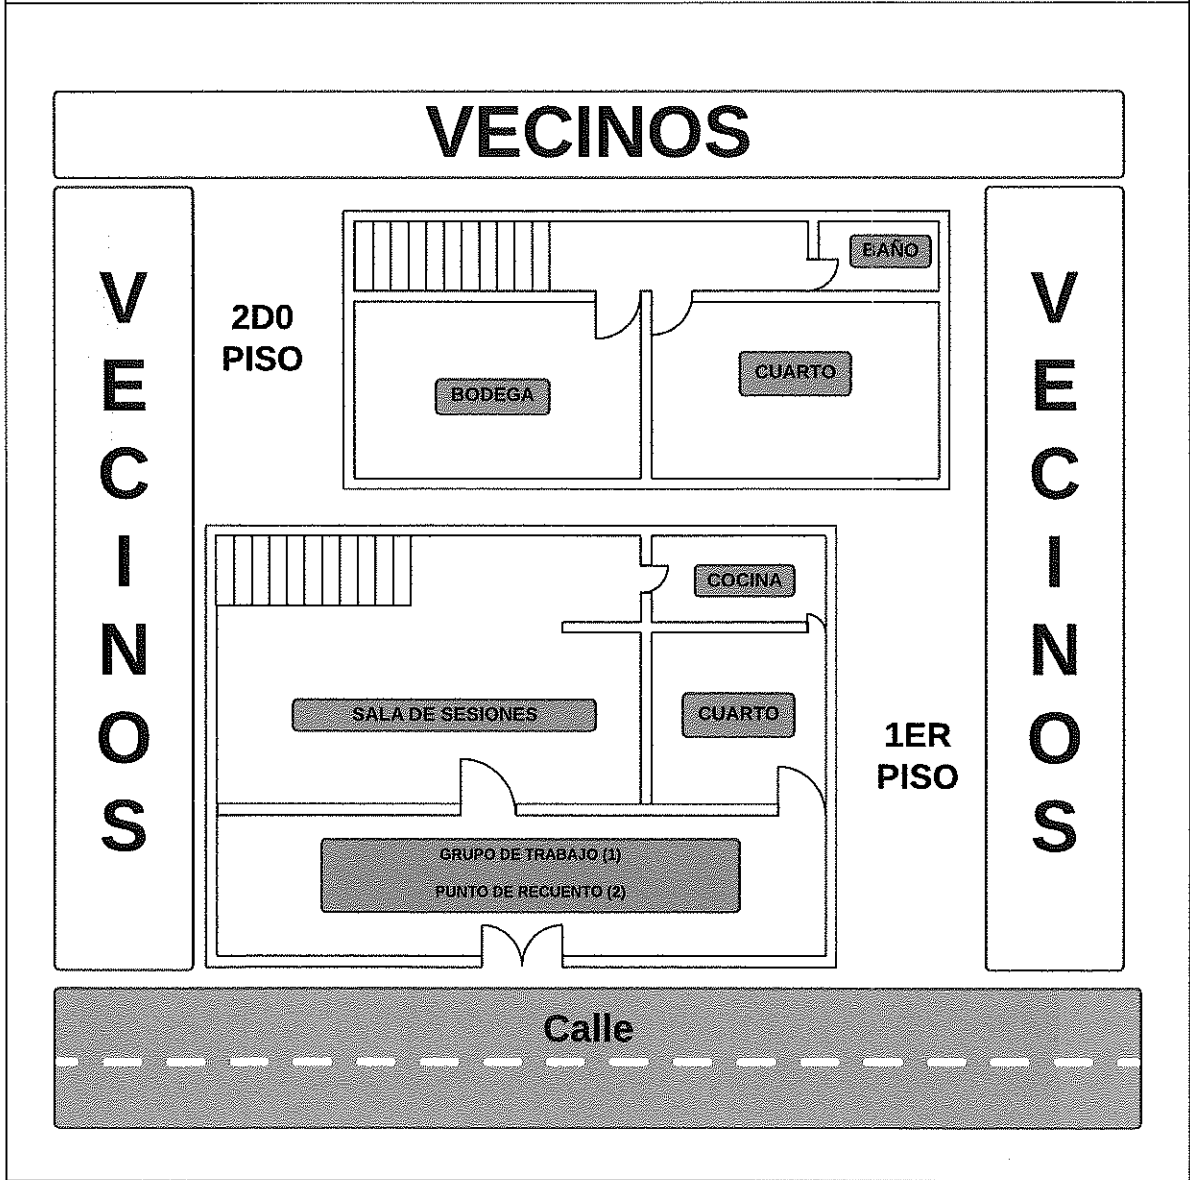 VECINOS
VECINOS
2D0
PISO
BAÑO
BODEGA
CUARTO
VECINOS
COCINA
SALA DE SESIONES
CUARTO
1ER
PISO
GRUPO DE TRABAJO (1)
PUNTO DE RECUENTO (2)
Calle